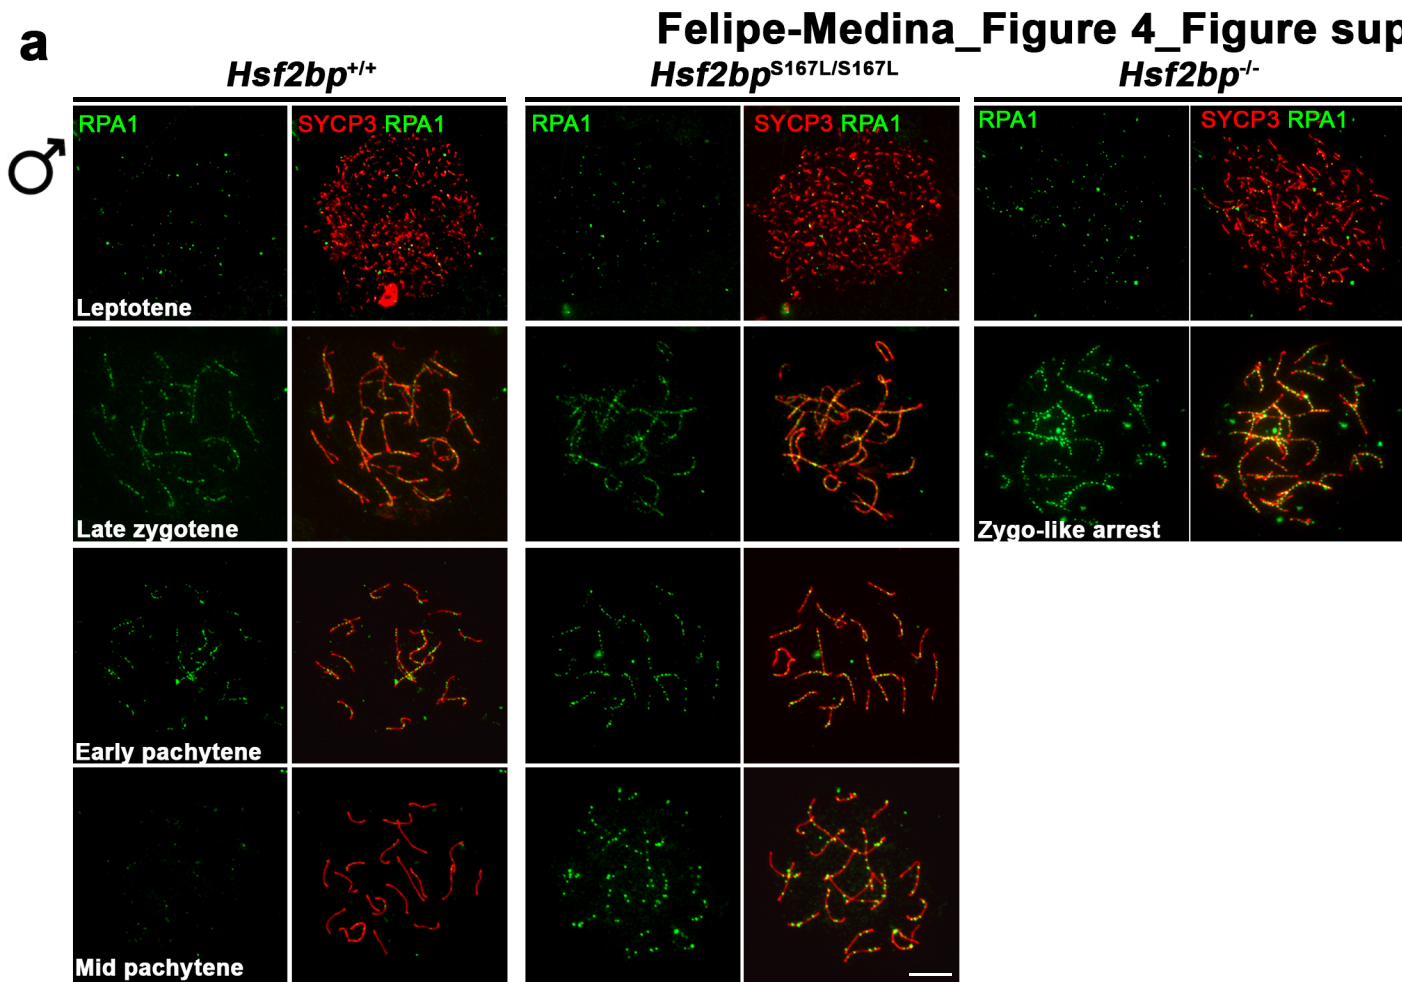 Felipe-Medina_Figure 4_Figure sup
a
Hsf2bp+/+ Hsf2bpS167L/S167L Hsf2bp-/-
RPA1 SYCP3 RPA1 RPA1 SYCP3 RPA1 RPA1 SYCP3 RPA1
♂
Leptotene
Late zygotene Zygo-like arrest
Early pachytene
Mid pachytene